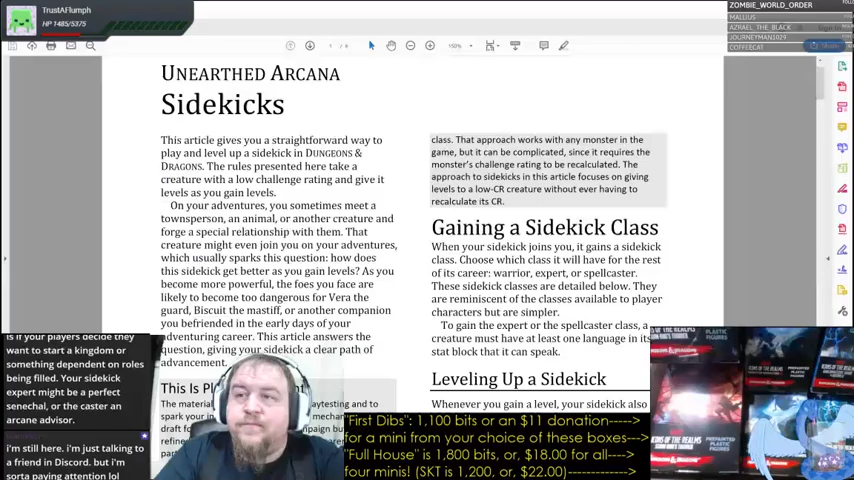 TrustAFlumph
HP 1485/5375
ZOMBIE_WORLD_ORDER
MALLIUS
AZRAEL_THE_BLACK
JOURNEYMAN1029
COFFEECAT
150%
UNEARTHED ARCANA
Sidekicks
This article gives you a straightforward way to
play and level up a sidekick in DUNGEONS &
DRAGONS. The rules presented here take a
creature with a low challenge rating and give it
levels as you gain levels.
On your adventures, you sometimes meet a
townsperson, an animal, or another creature and
forge a special relationship with them. That
creature might even join you on your adventures,
which usually sparks this question: how does
this sidekick get better as you gain levels? As you
become more powerful, the foes you face are
likely to become too dangerous for Vera the
guard, Biscuit the mastiff, or another companion
you befriended in the early days of your
adventuring career. This article answers the
question, giving your sidekick a clear path of
advancement.
This Is Pl
The material
spark your
draft fo
refine
class. That approach works with any monster in the
game, but it can be complicated, since it requires the
monster's challenge rating to be recalculated. The
approach to sidekicks in this article focuses on giving
levels to a low-CR creature without ever having to
recalculate its CR.
Gaining a Sidekick Class
When your sidekick joins you, it gains a sidekick
class. Choose which class it will have for the rest
of its career: warrior, expert, or spellcaster.
These sidekick classes are detailed below. They
are reminiscent of the classes available to player
characters but are simpler.
To gain the expert or the spellcaster class, a
creature must have at least one language in its
stat block that it can speak.
Leveling Up a Sidekick
Whenever you gain a level, your sidekick also
is if your players decide they
want to start a kingdom or
something dependent on roles
being filled. Your sidekick
expert might be a perfect
senechal, or the caster an
arcane advisor.
i'm still here. i'm just talking to
a friend in Discord. but i'm
sorta paying attention lol
"First Dibs": 1,100 bits or an $11 donation----->
for a mini from your choice of these boxes--->
"Full House" is 1,800 bits, or, $18.00 for all---->
four minis! (SKT is 1,200, or, $22.00)------------->